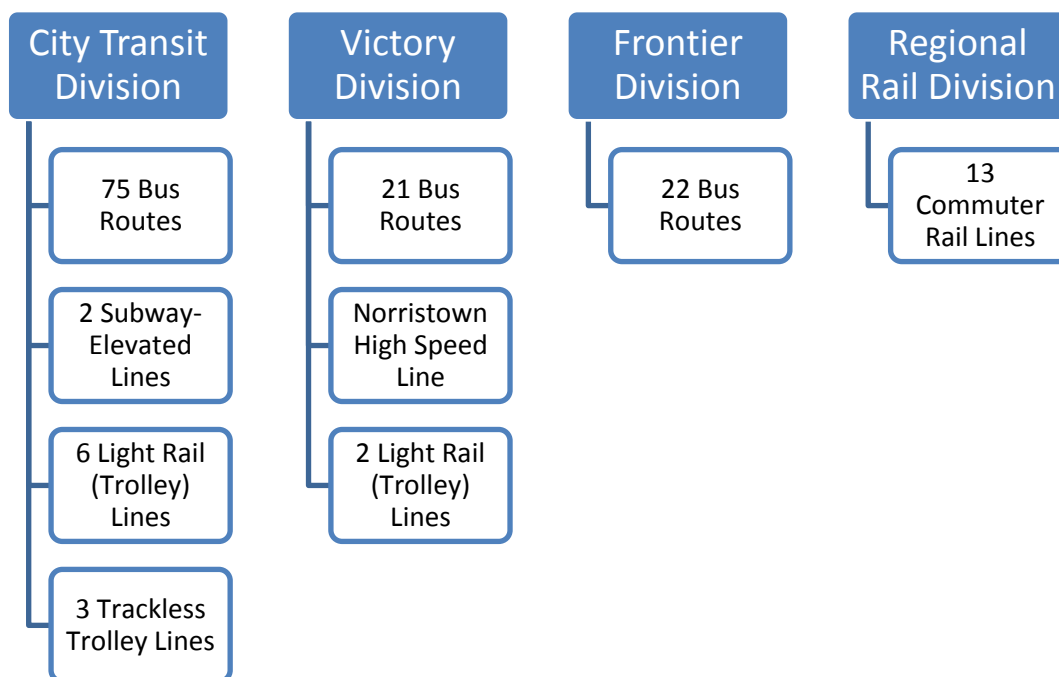 City Transit
Division
75 Bus
Routes
2 Subway-
Elevated
Lines
6 Light Rail
(Trolley)
Lines
3 Trackless
Trolley Lines
Victory
Division
21 Bus
Routes
Norristown
High Speed
Line
2 Light Rail
(Trolley)
Lines
Frontier
Division
22 Bus
Routes
Regional
Rail Division
13
Commuter
Rail Lines